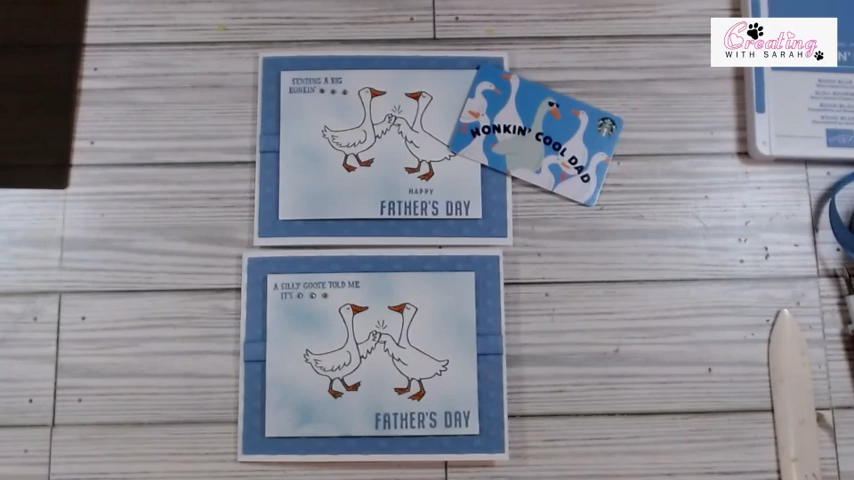 Creating
WITH SARAH
SENDING A BIG
HONKIN'
HONKIN' COOL DAD
HAPPY
FATHER'S DAY
A SILLY GOOSE TOLD ME
IT'S
FATHER'S DAY